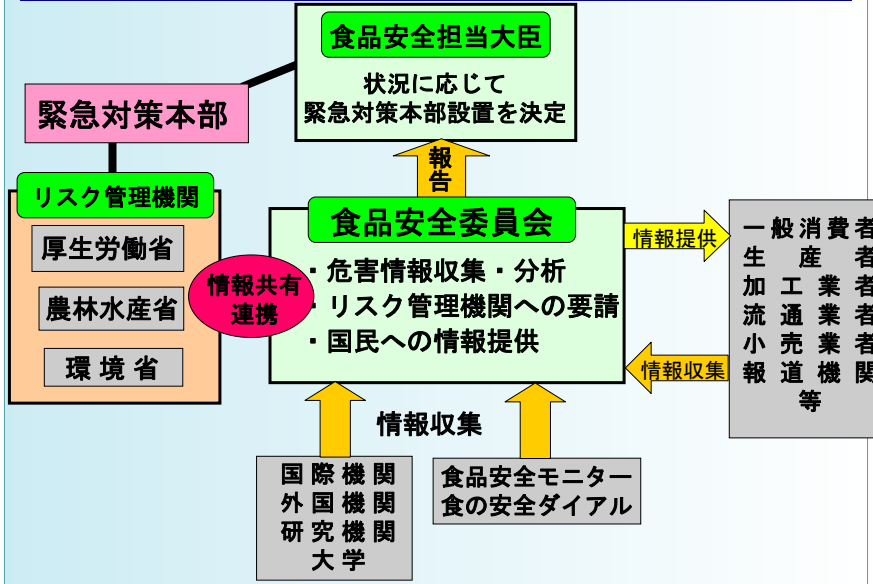 食品安全担当大臣
状況に応じて
緊急対策本部設置を決定
緊急対策本部
報告
リスク管理機関
厚生労働省
農林水産省
環境省
情報共有
連携
食品安全委員会
・危害情報収集・分析
・リスク管理機関への要請
・国民への情報提供
情報提供
情報収集
一般消費者
生産者
加工業者
流通業者
小売業者
報道機関
等
情報収集
国際機関
外国機関
研究機関
大学
食品安全モニター
食の安全ダイアル